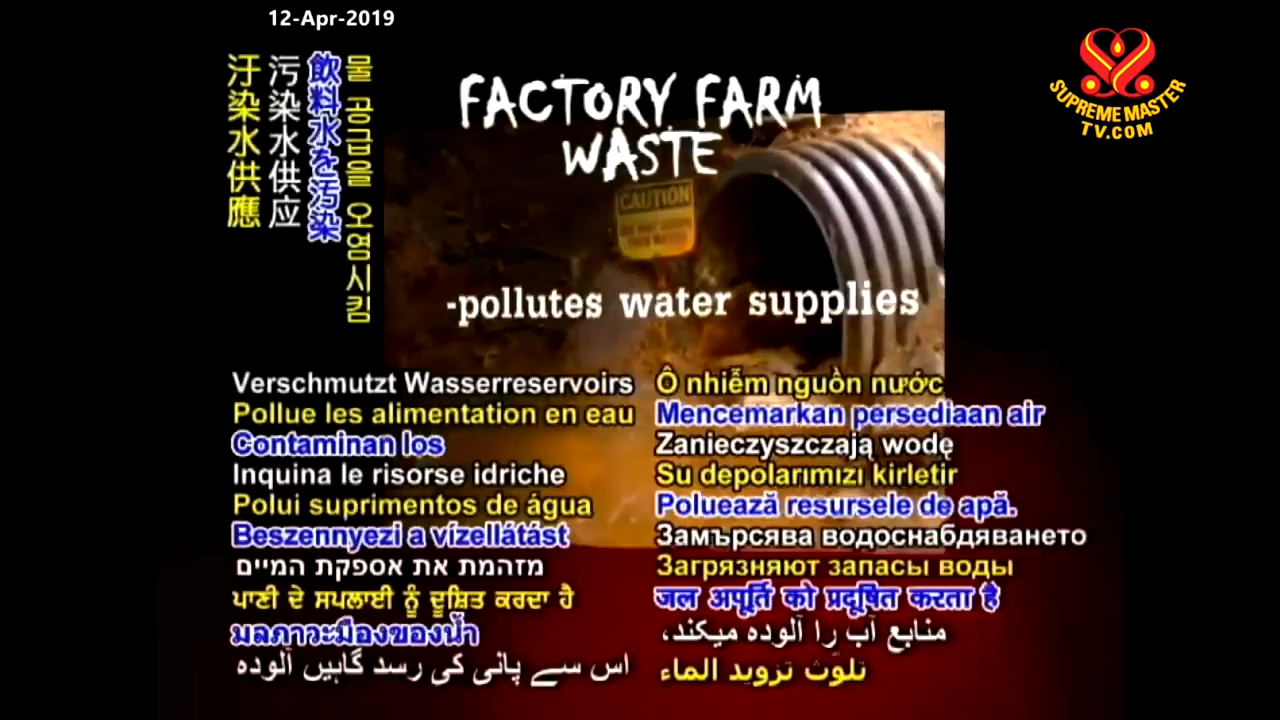 12-Apr-2019
SUPREME MASTER
TV.COM
물 공급을 오염시킴
飲料水を汚染
污染水供应
汙染水供應
FACTORY FARM
WASTE
CAUTION
-pollutes water supplies
Verschmutzt Wasserreservoirs
Pollue les alimentation en eau
Contaminan los
Inquina le risorse idriche
Polui suprimentos de água
Beszennyezi a vízellátást
מזהמת את אספקת המיים
ਪਾਣੀ ਦੇ ਸਪਲਾਈ ਨੂੰ ਦੂਸ਼ਿਤ ਕਰਦਾ ਹੈ
มลภาวะมืองของน้ำ
اس سے پانی کی رسد گاہیں آلودہ
Ô nhiễm nguồn nước
Mencemarkan persediaan air
Zanieczyszczają wodę
Su depolarımızı kirletir
Poluează resursele de apă.
Замърсява водоснабдяването
Загрязняют запасы воды
जल अपूर्ति को प्रदूषित करता है
منابع آب را آلوده میکند،
تلوّث تزويد الماء